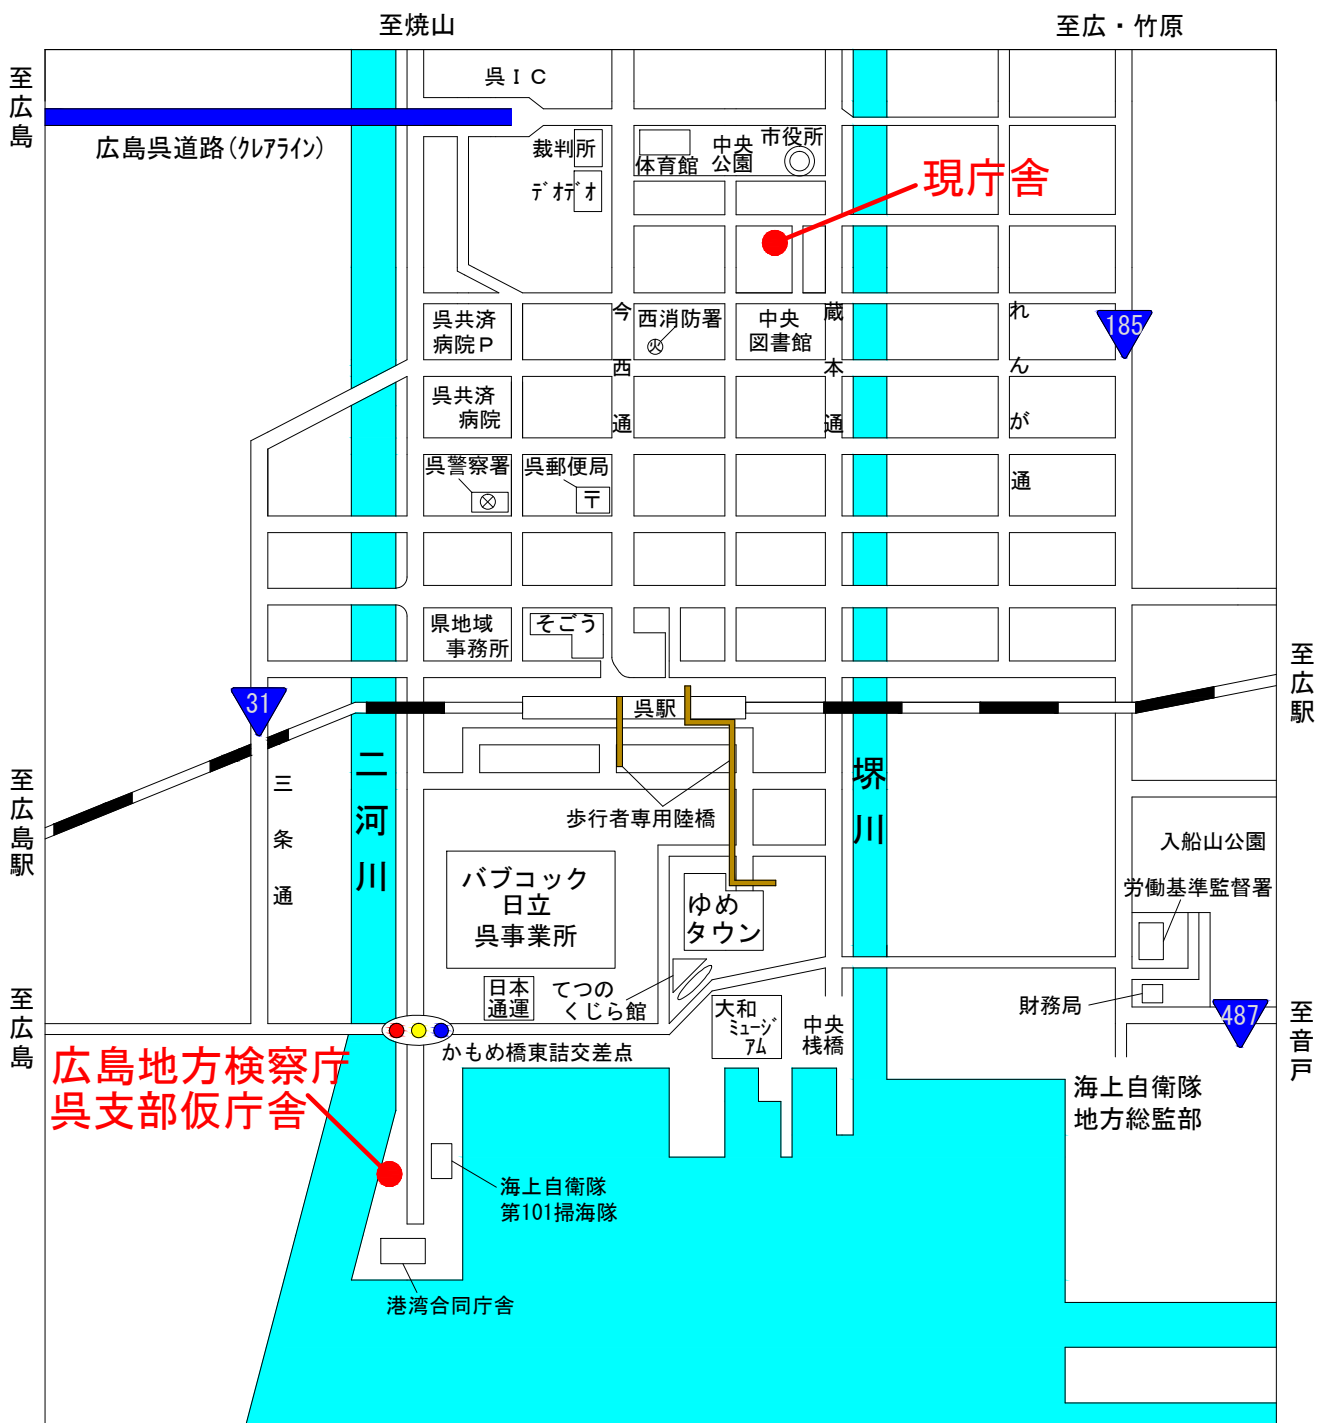 至焼山
至広・竹原
至広島
呉ＩＣ
広島呉道路(ｸﾚｱﾗｲﾝ)
裁判所
ﾃﾞｵﾃﾞｵ
体育館
中央
公園
市役所
現庁舎
呉共済
病院Ｐ
今西通
西消防署
火
中央
図書館
蔵本通
れんが通
185
呉共済
病院
呉警察署
呉郵便局
〒
県地域
事務所
そごう
至広駅
31
呉駅
三条通
二河川
堺川
至広島駅
歩行者専用陸橋
入船山公園
労働基準監督署
バブコック
日立
呉事業所
ゆめ
タウン
日本
通運
てつの
くじら館
大和
ﾐｭｰｼﾞ
ｱﾑ
中央
桟橋
財務局
487
至広島
至音戸
かもめ橋東詰交差点
広島地方検察庁
呉支部仮庁舎
海上自衛隊
地方総監部
海上自衛隊
第101掃海隊
港湾合同庁舎